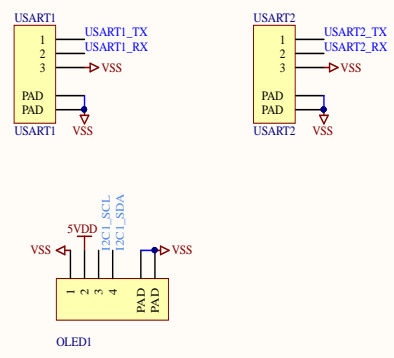 USART1
1 USART1_TX
2 USART1_RX
3 VSS
PAD
PAD
USART1 VSS
USART2
1 USART2_TX
2 USART2_RX
3 VSS
PAD
PAD
USART2 VSS
I2C1_SCL
I2C1_SDA
5VDD
VSS VSS
1 2 3 4 PAD PAD
OLED1